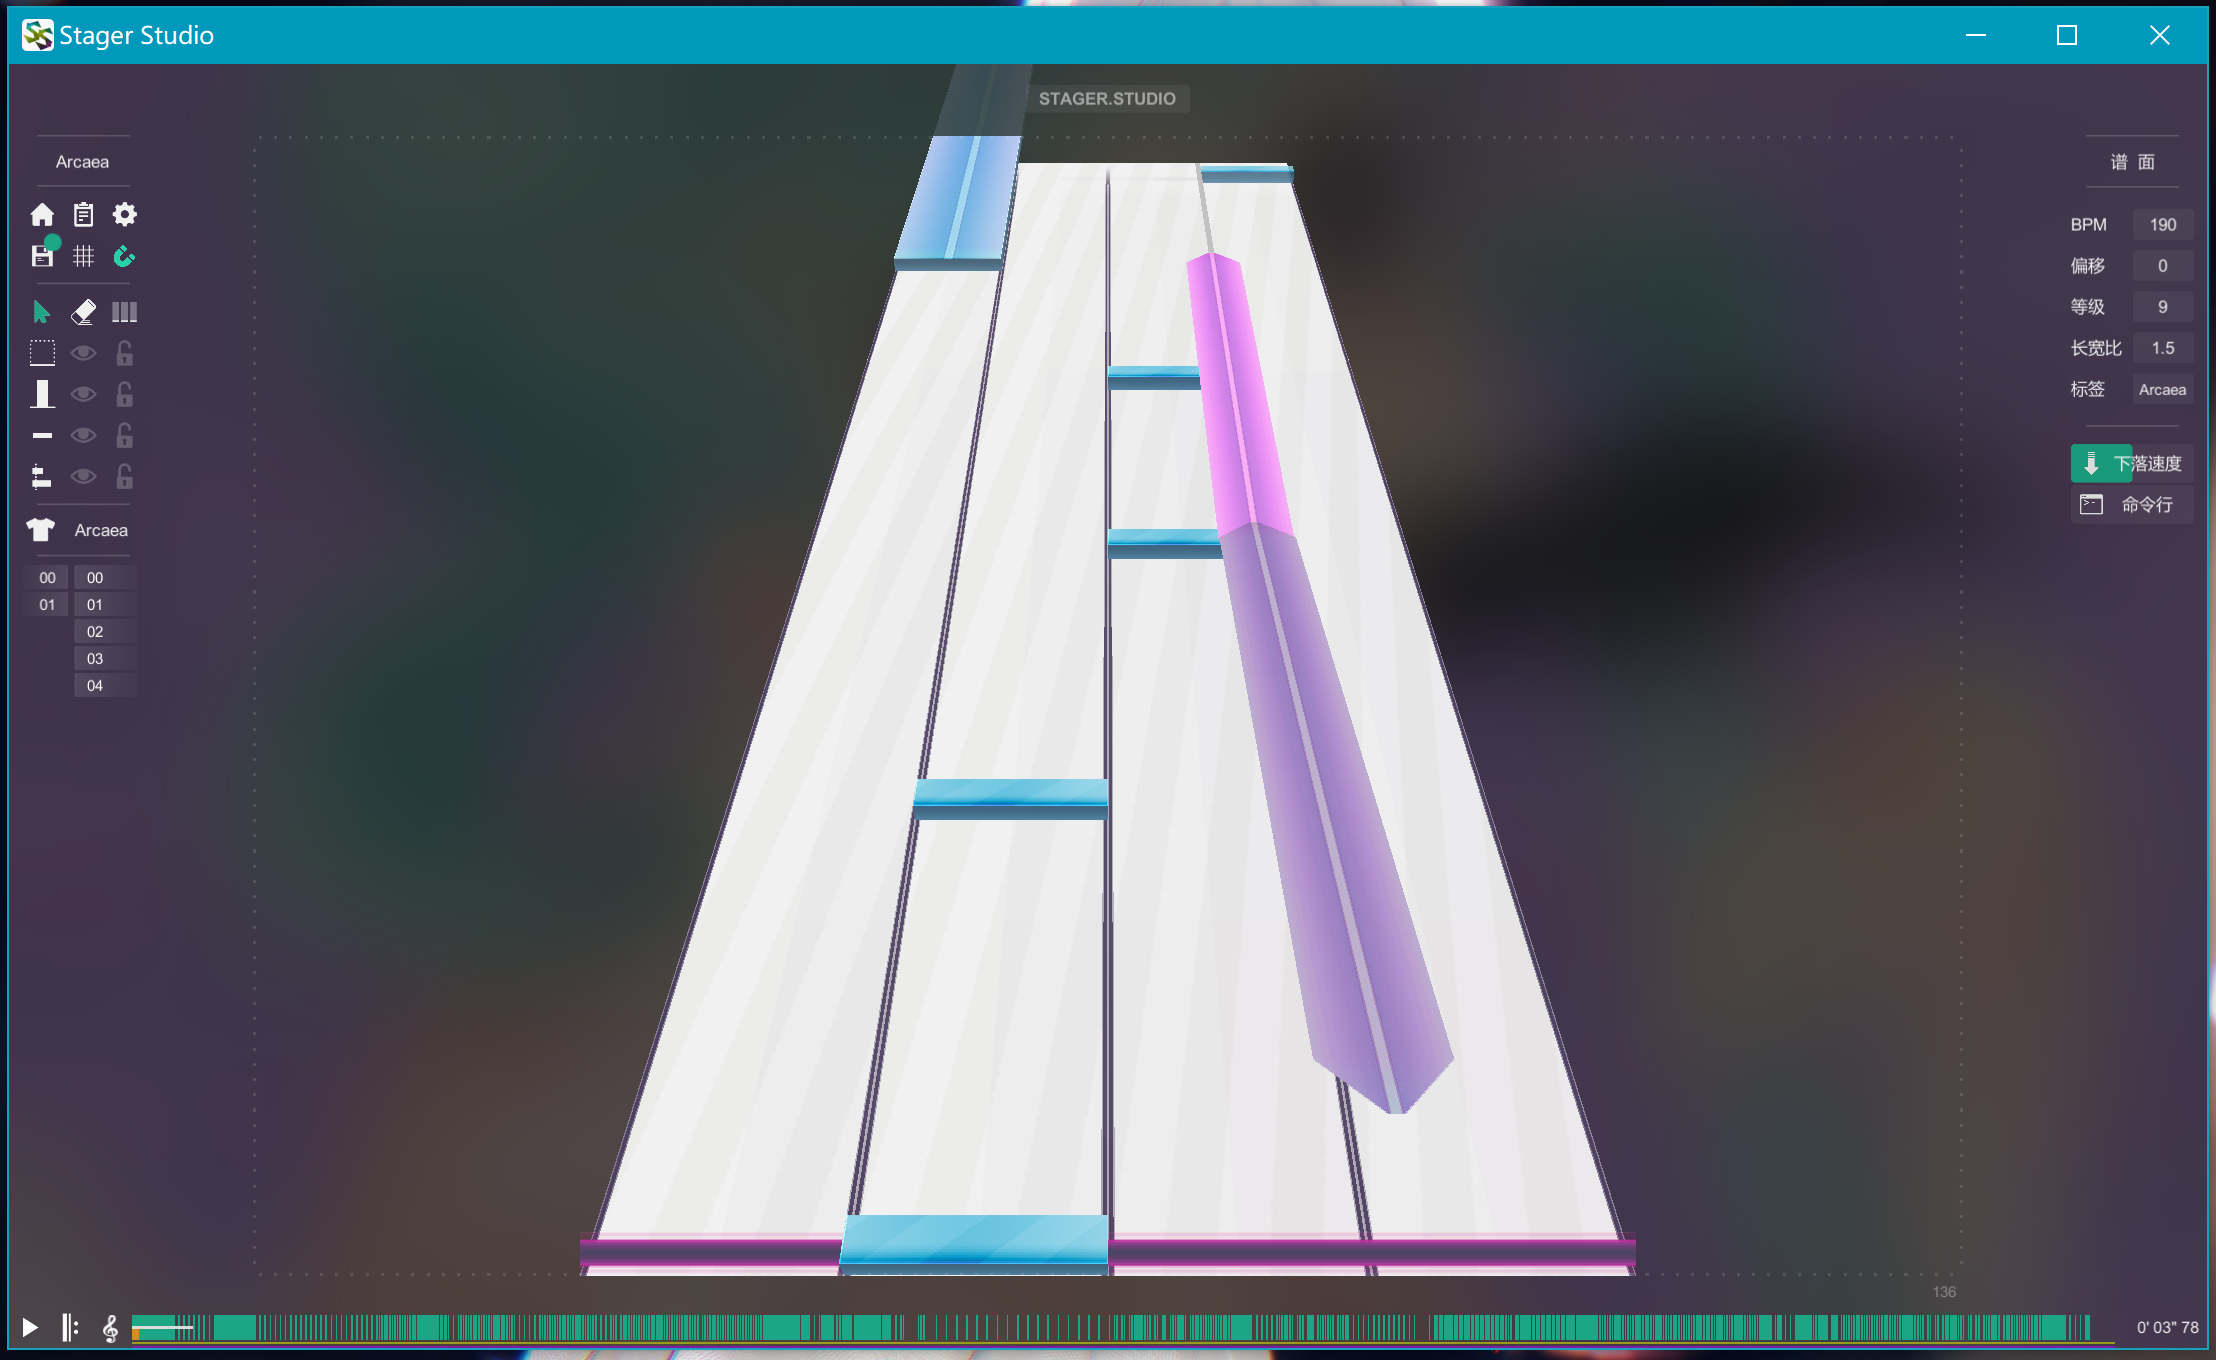 Stager Studio
STAGER.STUDIO
Arcaea
Arcaea
00 00
01 01
02
03
04
谱 面
BPM 190
偏移 0
等级 9
长宽比 1.5
标签 Arcaea
下落速度
命令行
136
0' 03" 78